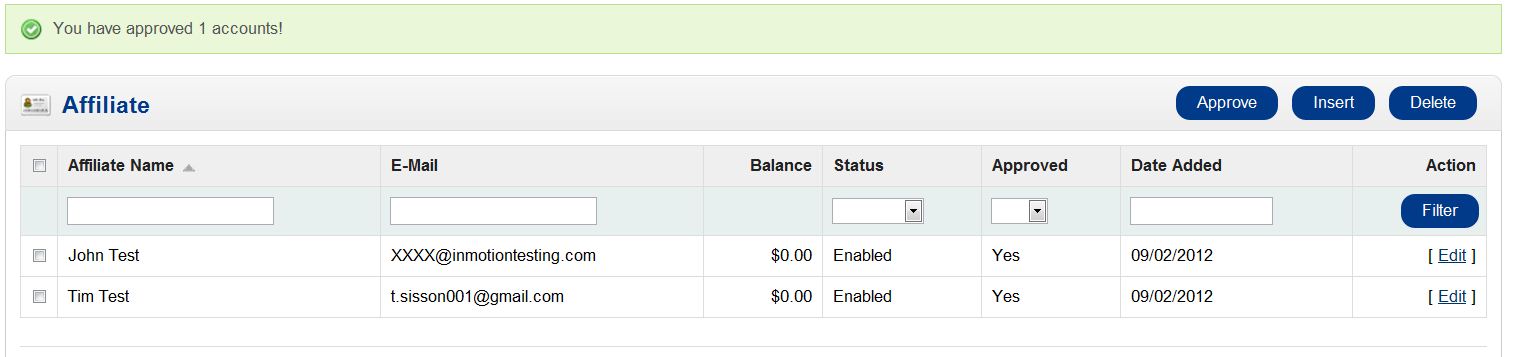 You have approved 1 accounts!
Affiliate Approve Insert Delete
Affiliate Name E-Mail Balance Status Approved Date Added Action
Filter
John Test XXXX@inmotiontesting.com $0.00 Enabled Yes 09/02/2012 [ Edit ]
Tim Test t.sisson001@gmail.com $0.00 Enabled Yes 09/02/2012 [ Edit ]